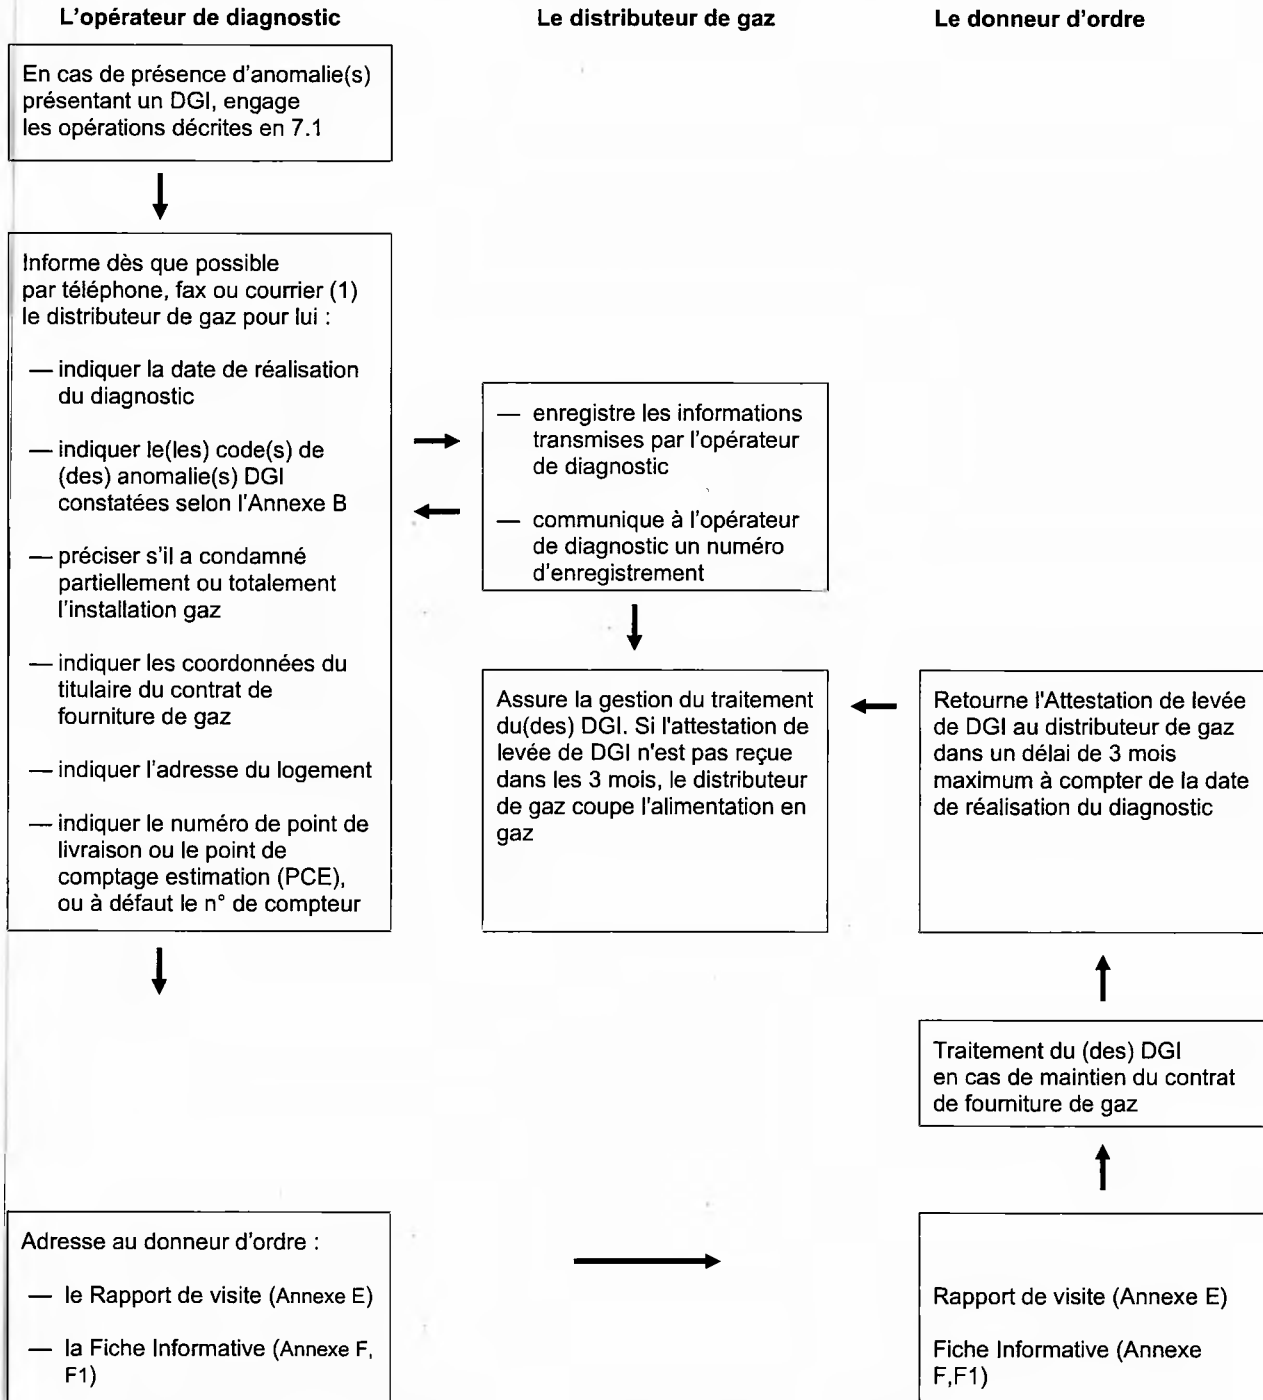 L'opérateur de diagnostic
Le distributeur de gaz
Le donneur d'ordre
En cas de présence d'anomalie(s)
présentant un DGI, engage
les opérations décrites en 7.1
Informe dès que possible
par téléphone, fax ou courrier (1)
le distributeur de gaz pour lui :
— indiquer la date de réalisation
du diagnostic
— indiquer le(les) code(s) de
(des) anomalie(s) DGI
constatées selon l'Annexe B
— préciser s'il a condamné
partiellement ou totalement
l'installation gaz
— indiquer les coordonnées du
titulaire du contrat de
fourniture de gaz
— indiquer l'adresse du logement
— indiquer le numéro de point de
livraison ou le point de
comptage estimation (PCE),
ou à défaut le n° de compteur
— enregistre les informations
transmises par l'opérateur
de diagnostic
— communique à l'opérateur
de diagnostic un numéro
d'enregistrement
Assure la gestion du traitement
du(des) DGI. Si l'attestation de
levée de DGI n'est pas reçue
dans les 3 mois, le distributeur
de gaz coupe l'alimentation en
gaz
Retourne l'Attestation de levée
de DGI au distributeur de gaz
dans un délai de 3 mois
maximum à compter de la date
de réalisation du diagnostic
Traitement du (des) DGI
en cas de maintien du contrat
de fourniture de gaz
Adresse au donneur d'ordre :
— le Rapport de visite (Annexe E)
— la Fiche Informative (Annexe F,
F1)
Rapport de visite (Annexe E)
Fiche Informative (Annexe
F,F1)